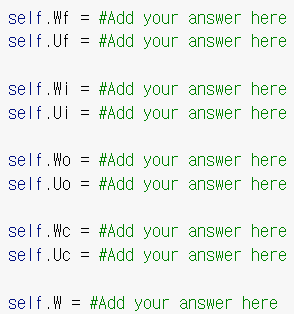 self.Wf = #Add your answer here
self.Uf = #Add your answer here
self.Wi = #Add your answer here
self.Ui = #Add your answer here
self.Wo = #Add your answer here
self.Uo = #Add your answer here
self.Wc = #Add your answer here
self.Uc = #Add your answer here
self.W = #Add your answer here